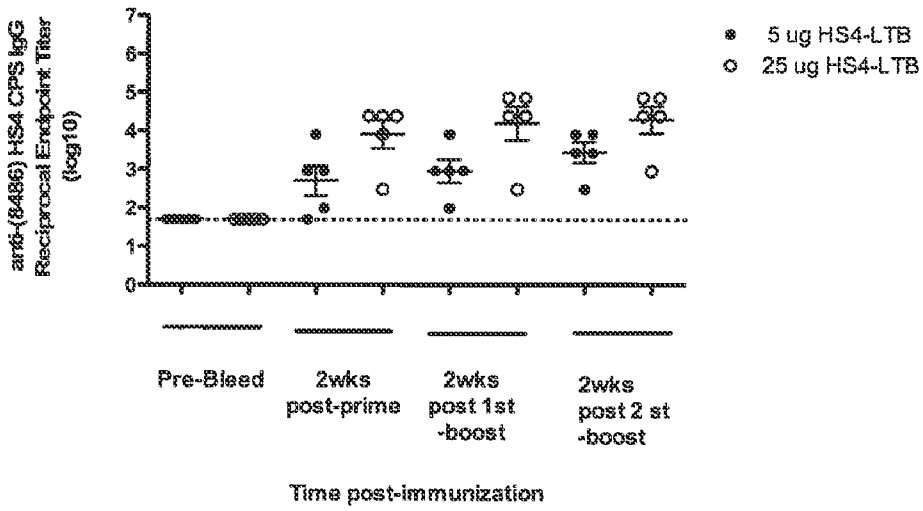 anti-(8486) HS4 CPS IgG
Reciprocal Endpoint Titer
(log10)
7
6
5
4
3
2
1
0
5 ug HS4-LTB
25 ug HS4-LTB
Pre-Bleed
2wks
post-prime
2wks
post 1st
-boost
2wks
post 2 st
-boost
Time post-immunization